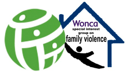 Wonca
special interest
group on
family violence